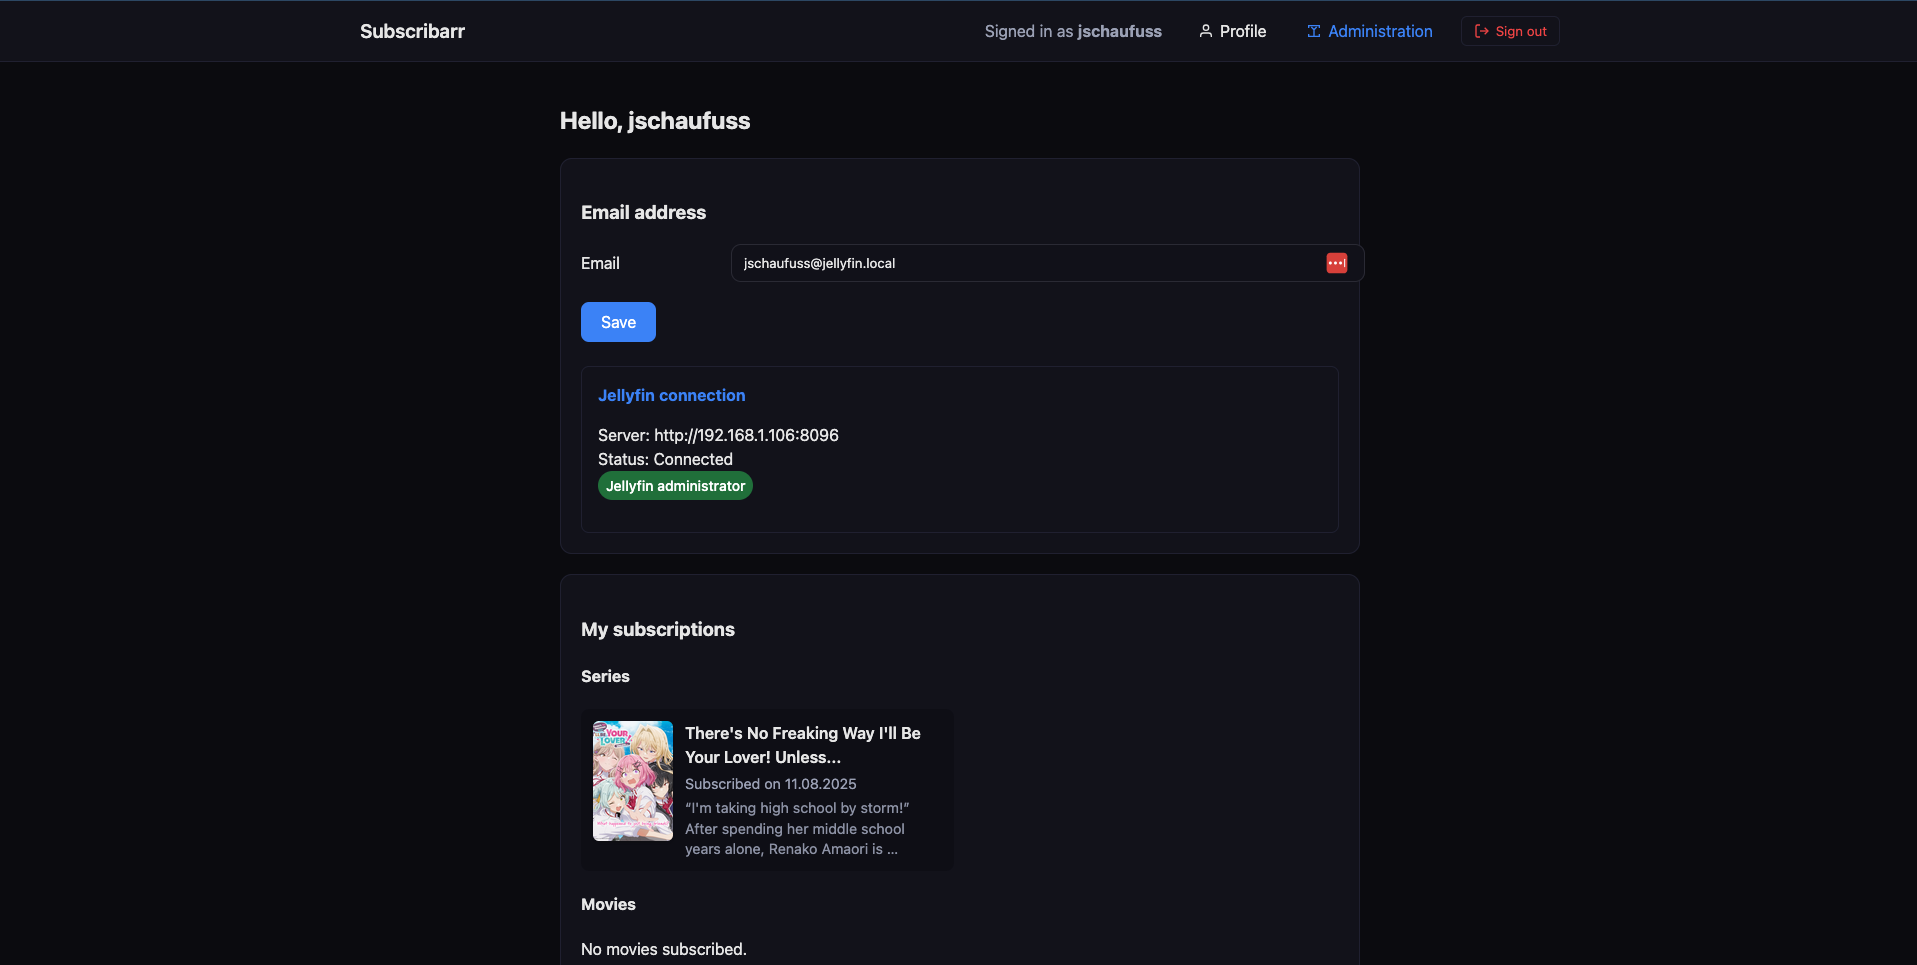 Subscribarr
Signed in as jschaufuss
Profile
Administration
Sign out
Hello, jschaufuss
Email address
Email
jschaufuss@jellyfin.local
Save
Jellyfin connection
Server: http://192.168.1.106:8096
Status: Connected
Jellyfin administrator
My subscriptions
Series
YOUR
LOVER!
There's No Freaking Way I'll Be
Your Lover! Unless...
Subscribed on 11.08.2025
“I'm taking high school by storm!”
After spending her middle school
years alone, Renako Amaori is ...
Movies
No movies subscribed.